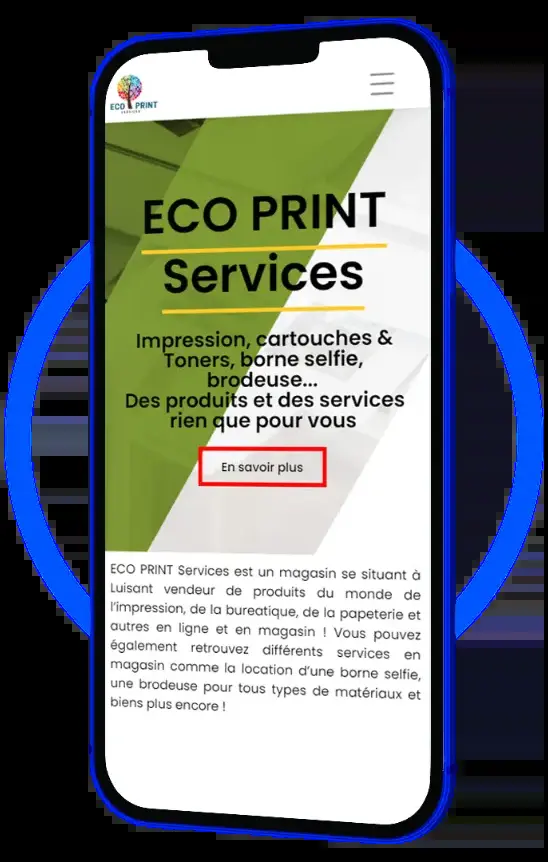 ECO PRINT
SERVICES
ECO PRINT
Services
Impression, cartouches &
Toners, borne selfie,
brodeuse...
Des produits et des services
rien que pour vous
En savoir plus
ECO PRINT Services est un magasin se situant à
Luisant vendeur de produits du monde de
l'impression, de la bureatique, de la papeterie et
autres en ligne et en magasin ! Vous pouvez
également retrouvez différents services en
magasin comme la location d'une borne selfie,
une brodeuse pour tous types de matériaux et
biens plus encore !